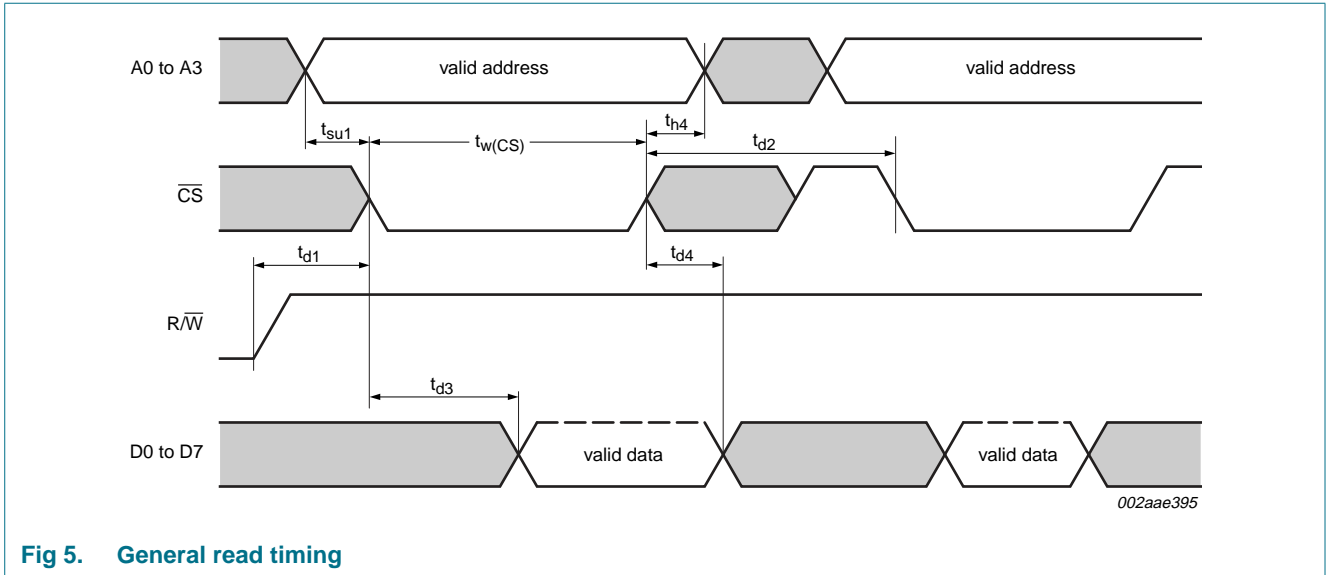 A0 to A3
valid address
valid address
tsu1
tw(CS)
th4
td2
C̅S̅
td1
td4
R/W̅
td3
D0 to D7
valid data
valid data
002aae395
Fig 5. General read timing